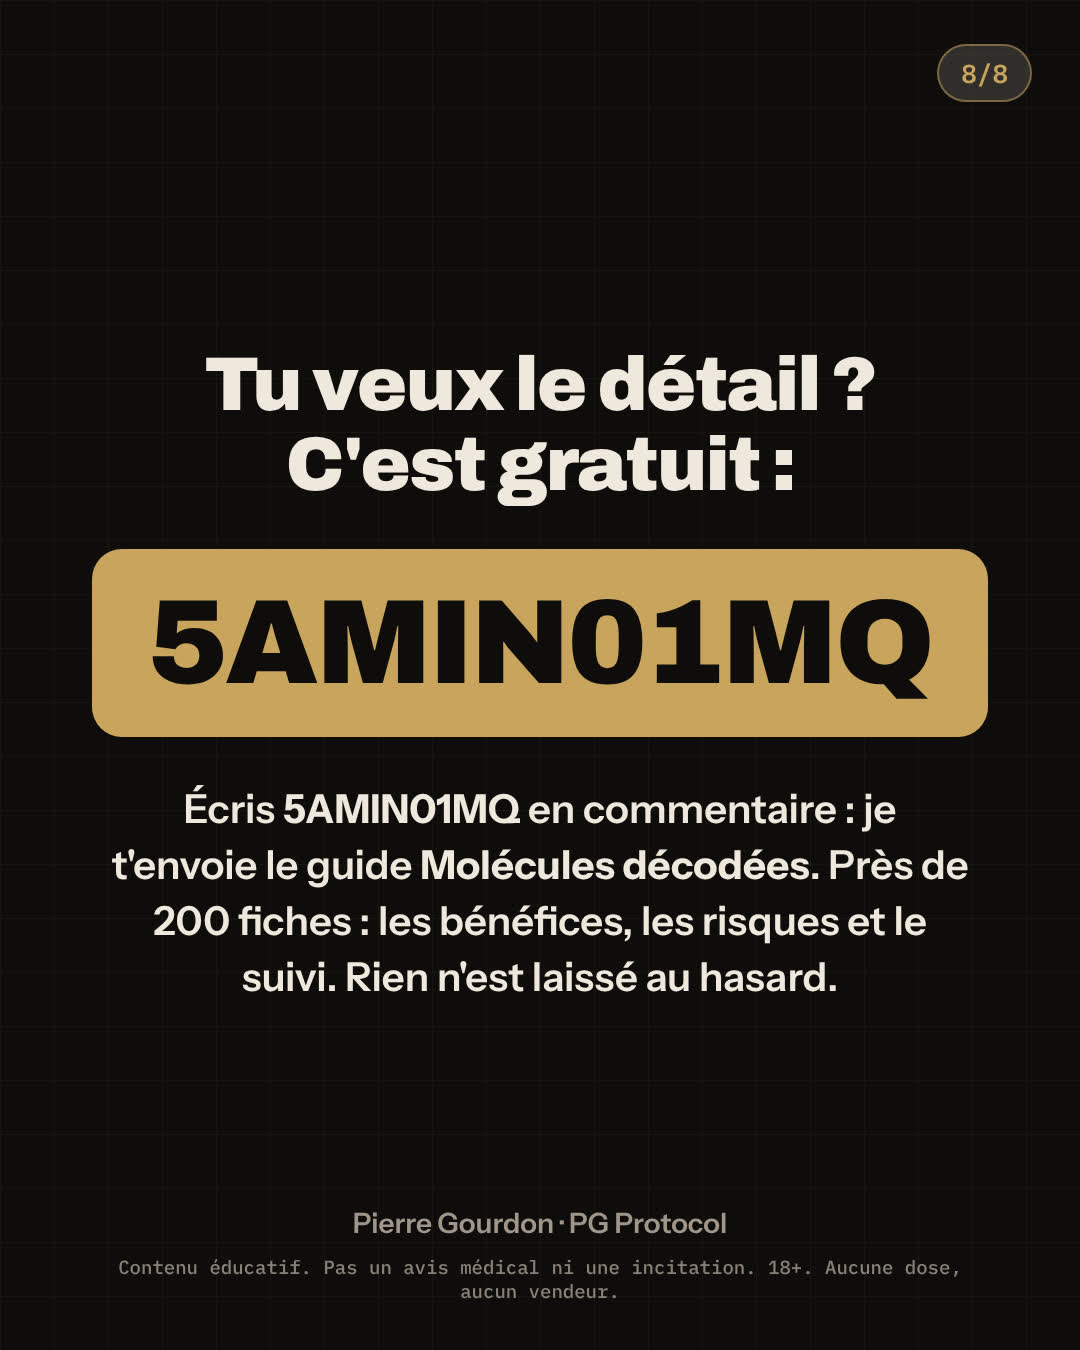 8/8
Tu veux le détail ?
C'est gratuit :
5AMIN01MQ
Écris 5AMIN01MQ en commentaire : je
t'envoie le guide Molécules décodées. Près de
200 fiches : les bénéfices, les risques et le
suivi. Rien n'est laissé au hasard.
Pierre Gourdon · PG Protocol
Contenu éducatif. Pas un avis médical ni une incitation. 18+. Aucune dose,
aucun vendeur.